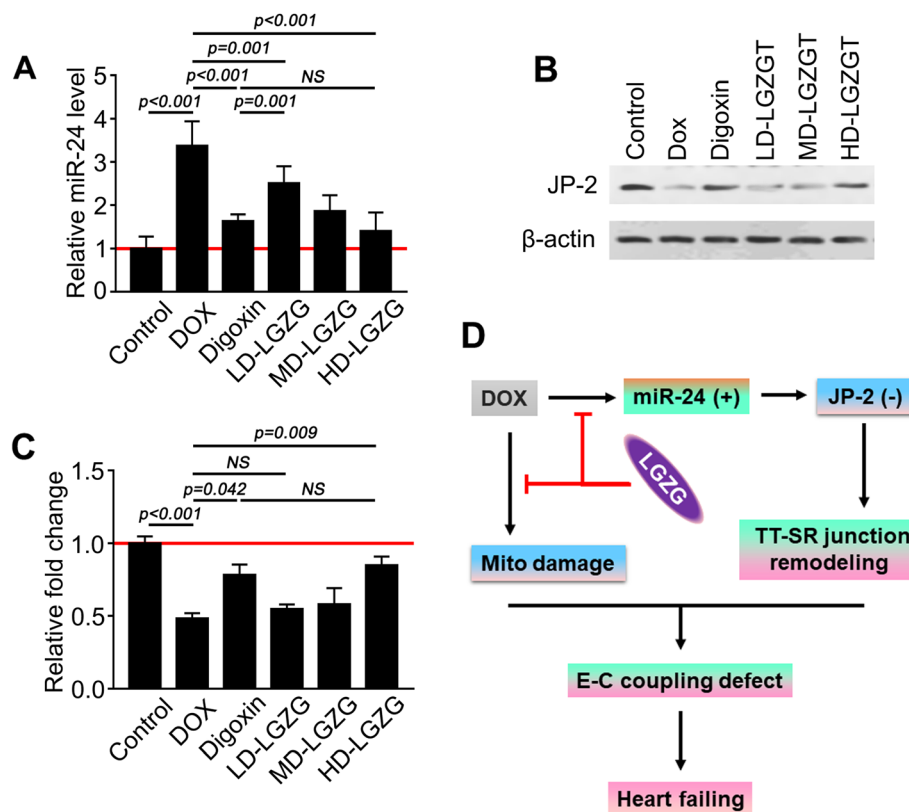 A
p<0.001
p=0.001
p<0.001
NS
p<0.001
p=0.001
Relative miR-24 level
5
4
3
2
1
0
Control
DOX
Digoxin
LD-LGZG
MD-LGZG
HD-LGZG
B
Control
Dox
Digoxin
LD-LGZGT
MD-LGZGT
HD-LGZGT
JP-2
β-actin
C
p=0.009
NS
p=0.042
NS
p<0.001
Relative fold change
1.5
1.0
0.5
0.0
Control
DOX
Digoxin
LD-LGZG
MD-LGZG
HD-LGZG
D
DOX
miR-24 (+)
JP-2 (-)
LGZG
Mito damage
TT-SR junction
remodeling
E-C coupling defect
Heart failing